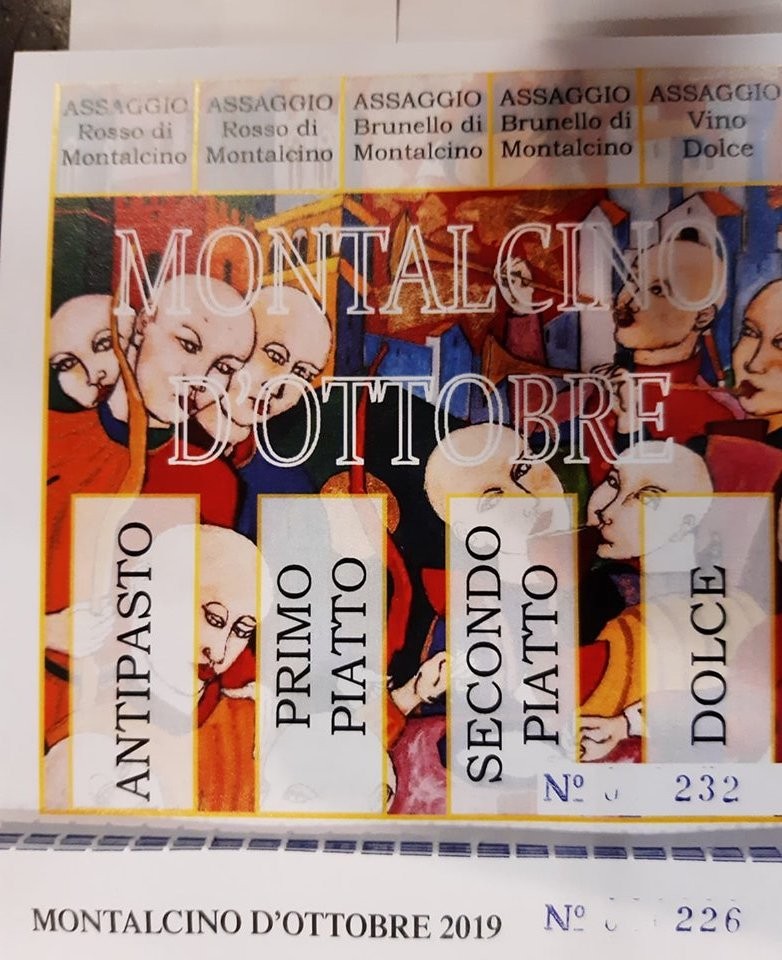 ASSAGGIO
Rosso di
Montalcino
ASSAGGIO
Rosso di
Montalcino
ASSAGGIO
Brunello di
Montalcino
ASSAGGIO
Brunello di
Montalcino
ASSAGGIO
Vino
Dolce
MONTALCINO
D'OTTOBRE
ANTIPASTO
PRIMO
PIATTO
SECONDO
PIATTO
DOLCE
Nº 232
MONTALCINO D'OTTOBRE 2019 Nº 226